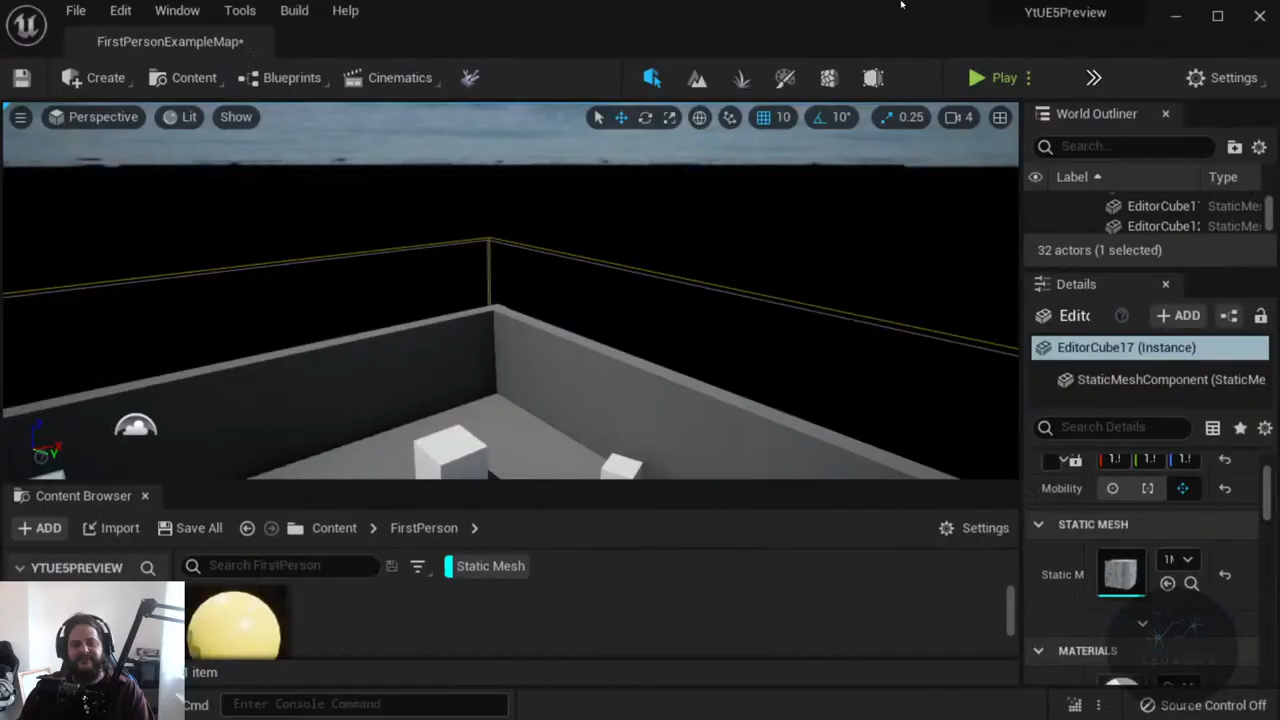 File Edit Window Tools Build Help
YtUE5Preview
FirstPersonExampleMap*
Create Content Blueprints Cinematics Play Settings
Perspective Lit Show 10 10° 0.25 4
World Outliner
Search...
Label Type
EditorCube1 StaticMe
EditorCube1 StaticMe
32 actors (1 selected)
Details
Edito ADD
EditorCube17 (Instance)
StaticMeshComponent (StaticMe
Search Details
Mobility
STATIC MESH
Static M
MATERIALS
Content Browser
ADD Import Save All Content FirstPerson Settings
YTUE5PREVIEW
Search FirstPerson
Static Mesh
1 item
Cmd Enter Console Command
Source Control Off